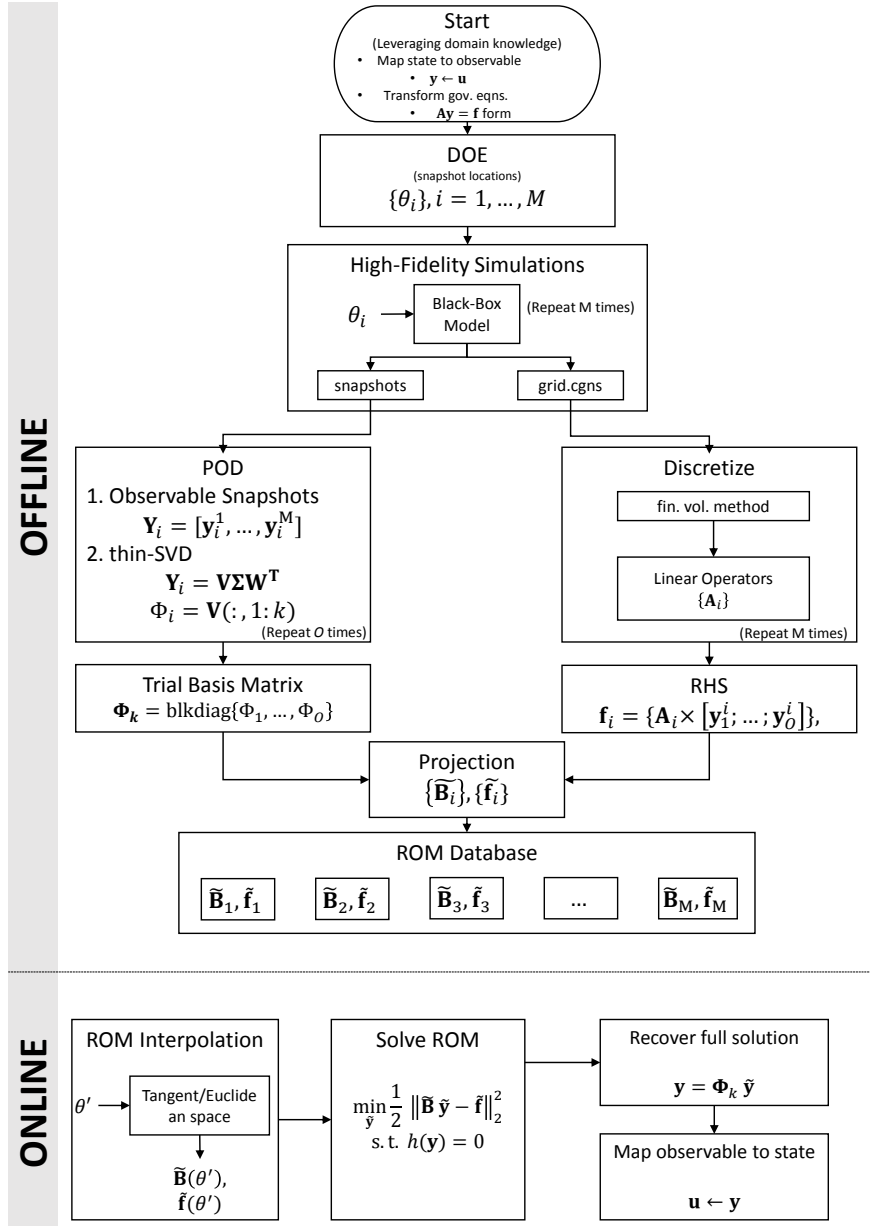 OFFLINE
Start
(Leveraging domain knowledge)
• Map state to observable
• 𝐲 ← 𝐮
• Transform gov. eqns.
• 𝐀𝐲 = 𝐟 form
DOE
(snapshot locations)
{θ_i}, i = 1, … , M
High-Fidelity Simulations
θ_i
Black-Box
Model
(Repeat M times)
snapshots
grid.cgns
POD
1. Observable Snapshots
𝐘_i = [𝐲_i^1, … , 𝐲_i^M]
2. thin-SVD
𝐘_i = 𝐕𝚺𝐖^𝐓
Φ_i = 𝐕(:, 1: k)
(Repeat O times)
Discretize
fin. vol. method
Linear Operators
{𝐀_i}
(Repeat M times)
Trial Basis Matrix
𝚽_𝐤 = blkdiag{Φ_1, … , Φ_O}
RHS
𝐟_i = {𝐀_i × [𝐲_1^i; … ; 𝐲_O^i]},
Projection
{𝐁̃_i}, {𝐟̃_i}
ROM Database
𝐁̃_1, 𝐟̃_1
𝐁̃_2, 𝐟̃_2
𝐁̃_3, 𝐟̃_3
...
𝐁̃_M, 𝐟̃_M
ONLINE
ROM Interpolation
θ′
Tangent/Euclide
an space
𝐁̃(θ′),
𝐟̃(θ′)
Solve ROM
min_𝐲̃ 1/2 ‖𝐁̃ 𝐲̃ − 𝐟̃‖_2^2
s. t. h(𝐲) = 0
Recover full solution
𝐲 = 𝚽_k 𝐲̃
Map observable to state
𝐮 ← 𝐲